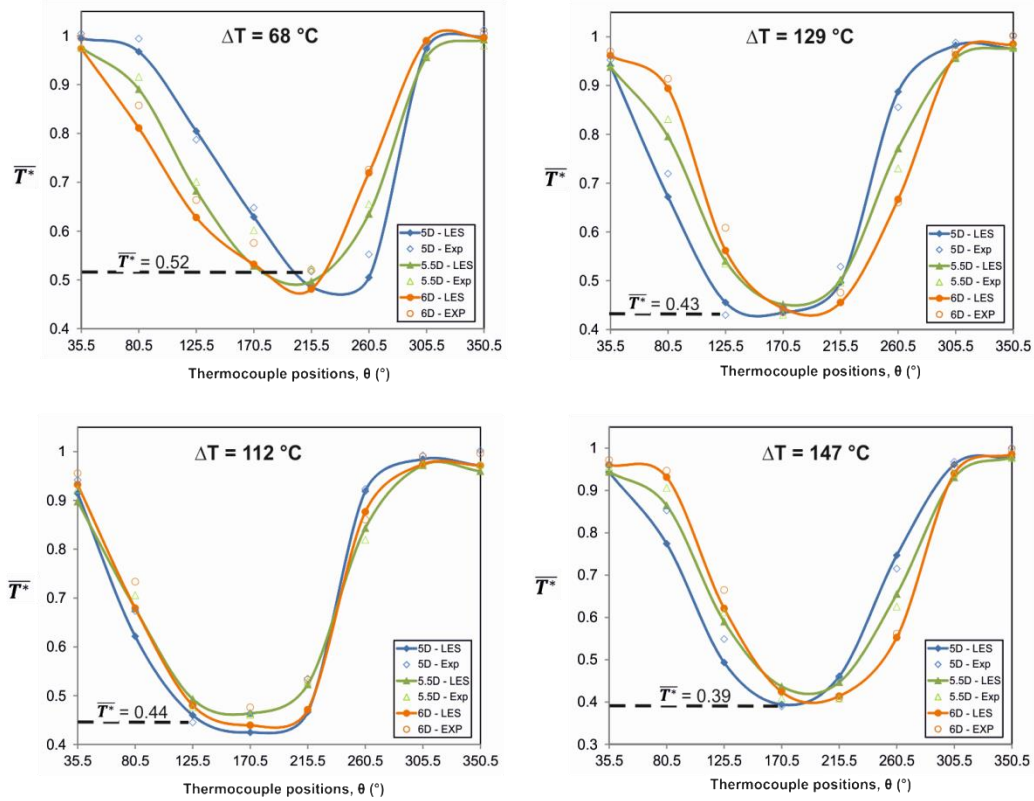 ΔT = 68 °C
1
0.9
0.8
0.7
0.6
0.5
0.4
T*
T* = 0.52
5D - LES
5D - Exp
5.5D - LES
5.5D - Exp
6D - LES
6D - EXP
35.5 80.5 125.5 170.5 215.5 260.5 305.5 350.5
Thermocouple positions, θ (°)
ΔT = 129 °C
1
0.9
0.8
0.7
0.6
0.5
0.4
T*
T* = 0.43
5D - LES
5D - Exp
5.5D - LES
5.5D - Exp
6D - LES
6D - EXP
35.5 80.5 125.5 170.5 215.5 260.5 305.5 350.5
Thermocouple positions, θ (°)
ΔT = 112 °C
1
0.9
0.8
0.7
0.6
0.5
0.4
T*
T* = 0.44
5D - LES
5D - Exp
5.5D - LES
5.5D - Exp
6D - LES
6D - EXP
35.5 80.5 125.5 170.5 215.5 260.5 305.5 350.5
Thermocouple positions, θ (°)
ΔT = 147 °C
1
0.9
0.8
0.7
0.6
0.5
0.4
0.3
T*
T* = 0.39
5D - LES
5D - Exp
5.5D - LES
5.5D - Exp
6D - LES
6D - EXP
35.5 80.5 125.5 170.5 215.5 260.5 305.5 350.5
Thermocouple positions, θ (°)